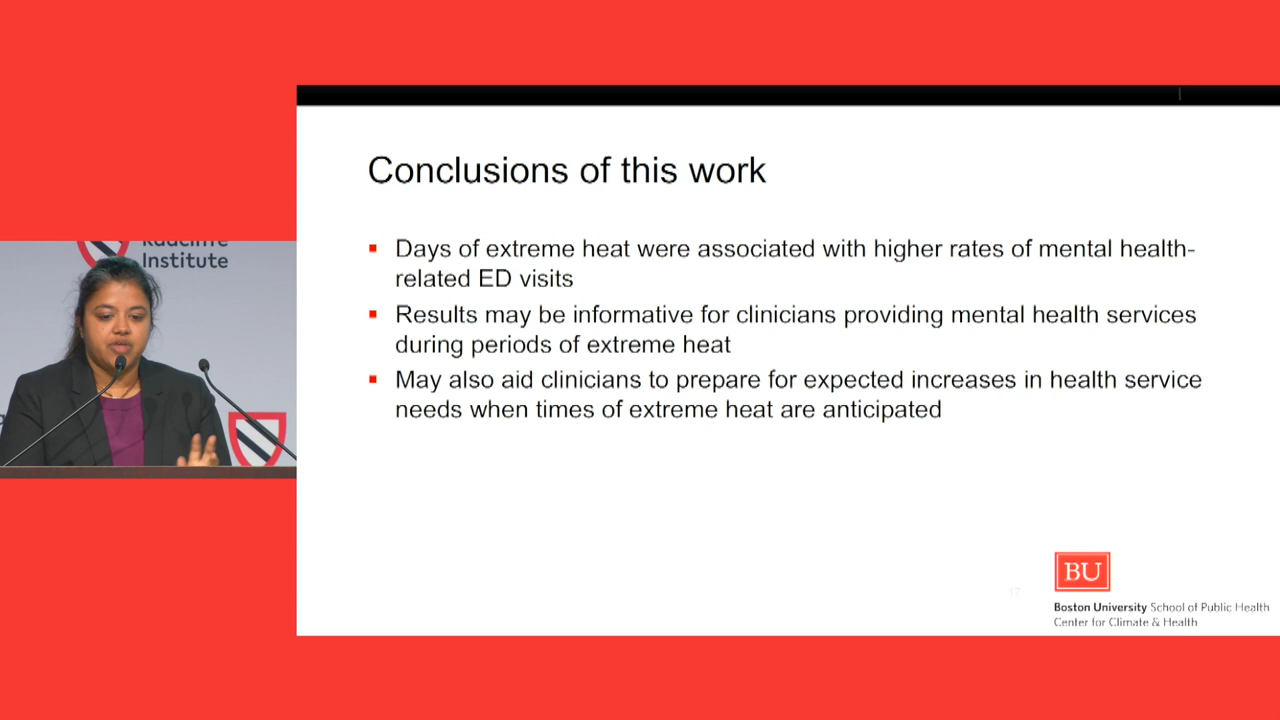 Radcliffe
Institute
Conclusions of this work
▪ Days of extreme heat were associated with higher rates of mental health-
related ED visits
▪ Results may be informative for clinicians providing mental health services
during periods of extreme heat
▪ May also aid clinicians to prepare for expected increases in health service
needs when times of extreme heat are anticipated
17
BU
Boston University School of Public Health
Center for Climate & Health